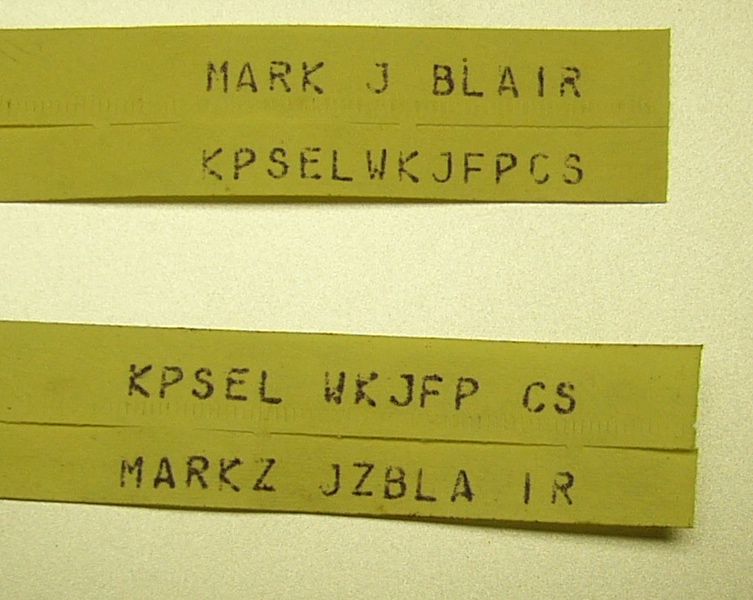 MARK J BLAIR
KPSELWKJFPCS
KPSEL WKJFP CS
MARKZ JZBLA IR